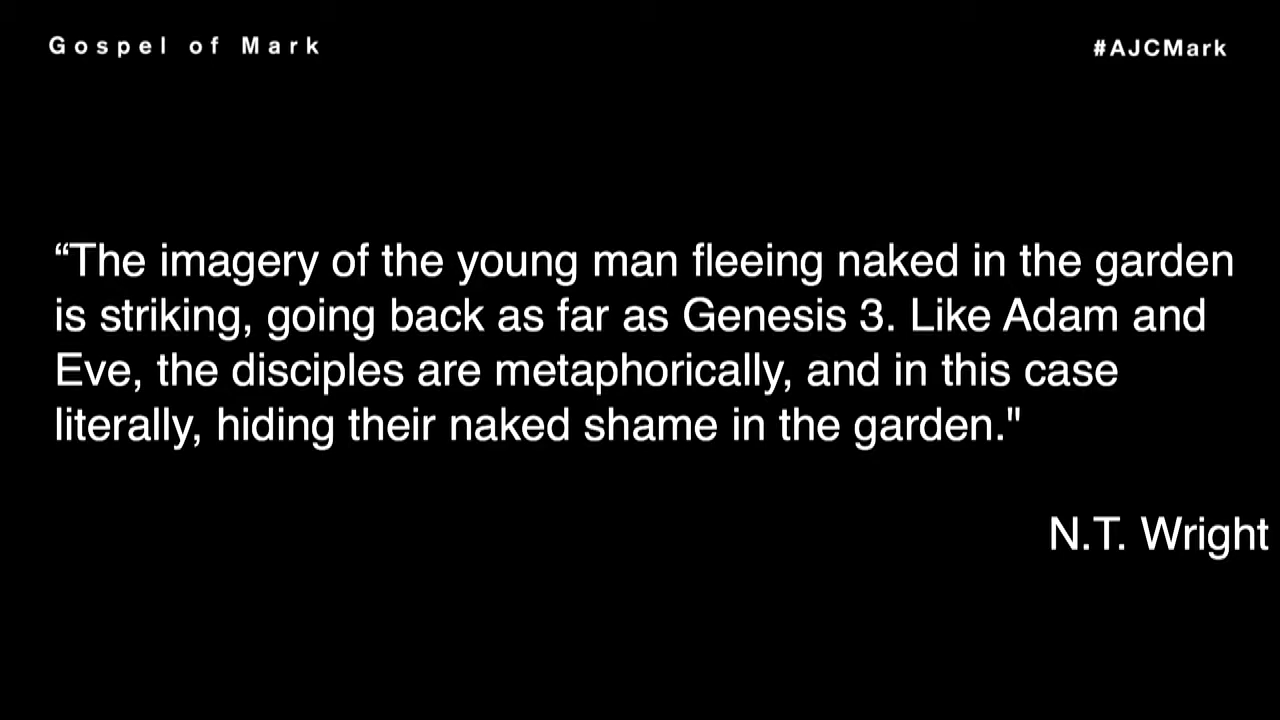 Gospel of Mark
#AJCMark
“The imagery of the young man fleeing naked in the garden
is striking, going back as far as Genesis 3. Like Adam and
Eve, the disciples are metaphorically, and in this case
literally, hiding their naked shame in the garden."
N.T. Wright